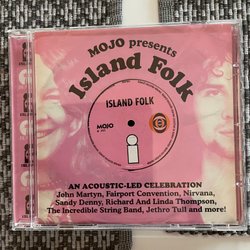 MOJO presents
Island Folk
ISLAND FOLK
MOJO
i
AN ACOUSTIC-LED CELEBRATION
John Martyn, Fairport Convention, Nirvana,
Sandy Denny, Richard And Linda Thompson,
The Incredible String Band, Jethro Tull and more!